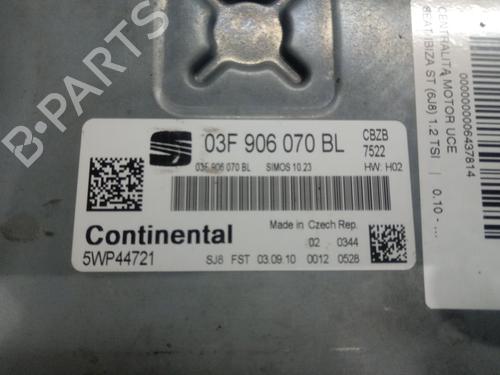 B-PARTS
03F 906 070 BL
CBZB
7522
03F 906 070 BL SIMOS 10.23
HW: H02
Continental
Made in Czech Rep.
02 0344
5WP44721
SJ8 FST 03.09.10 0012 0528
CENTRALITA MOTOR UCE
SEAT IBIZA ST (6J8) 1.2 TSI | 0.10 - ...
0000000006437814